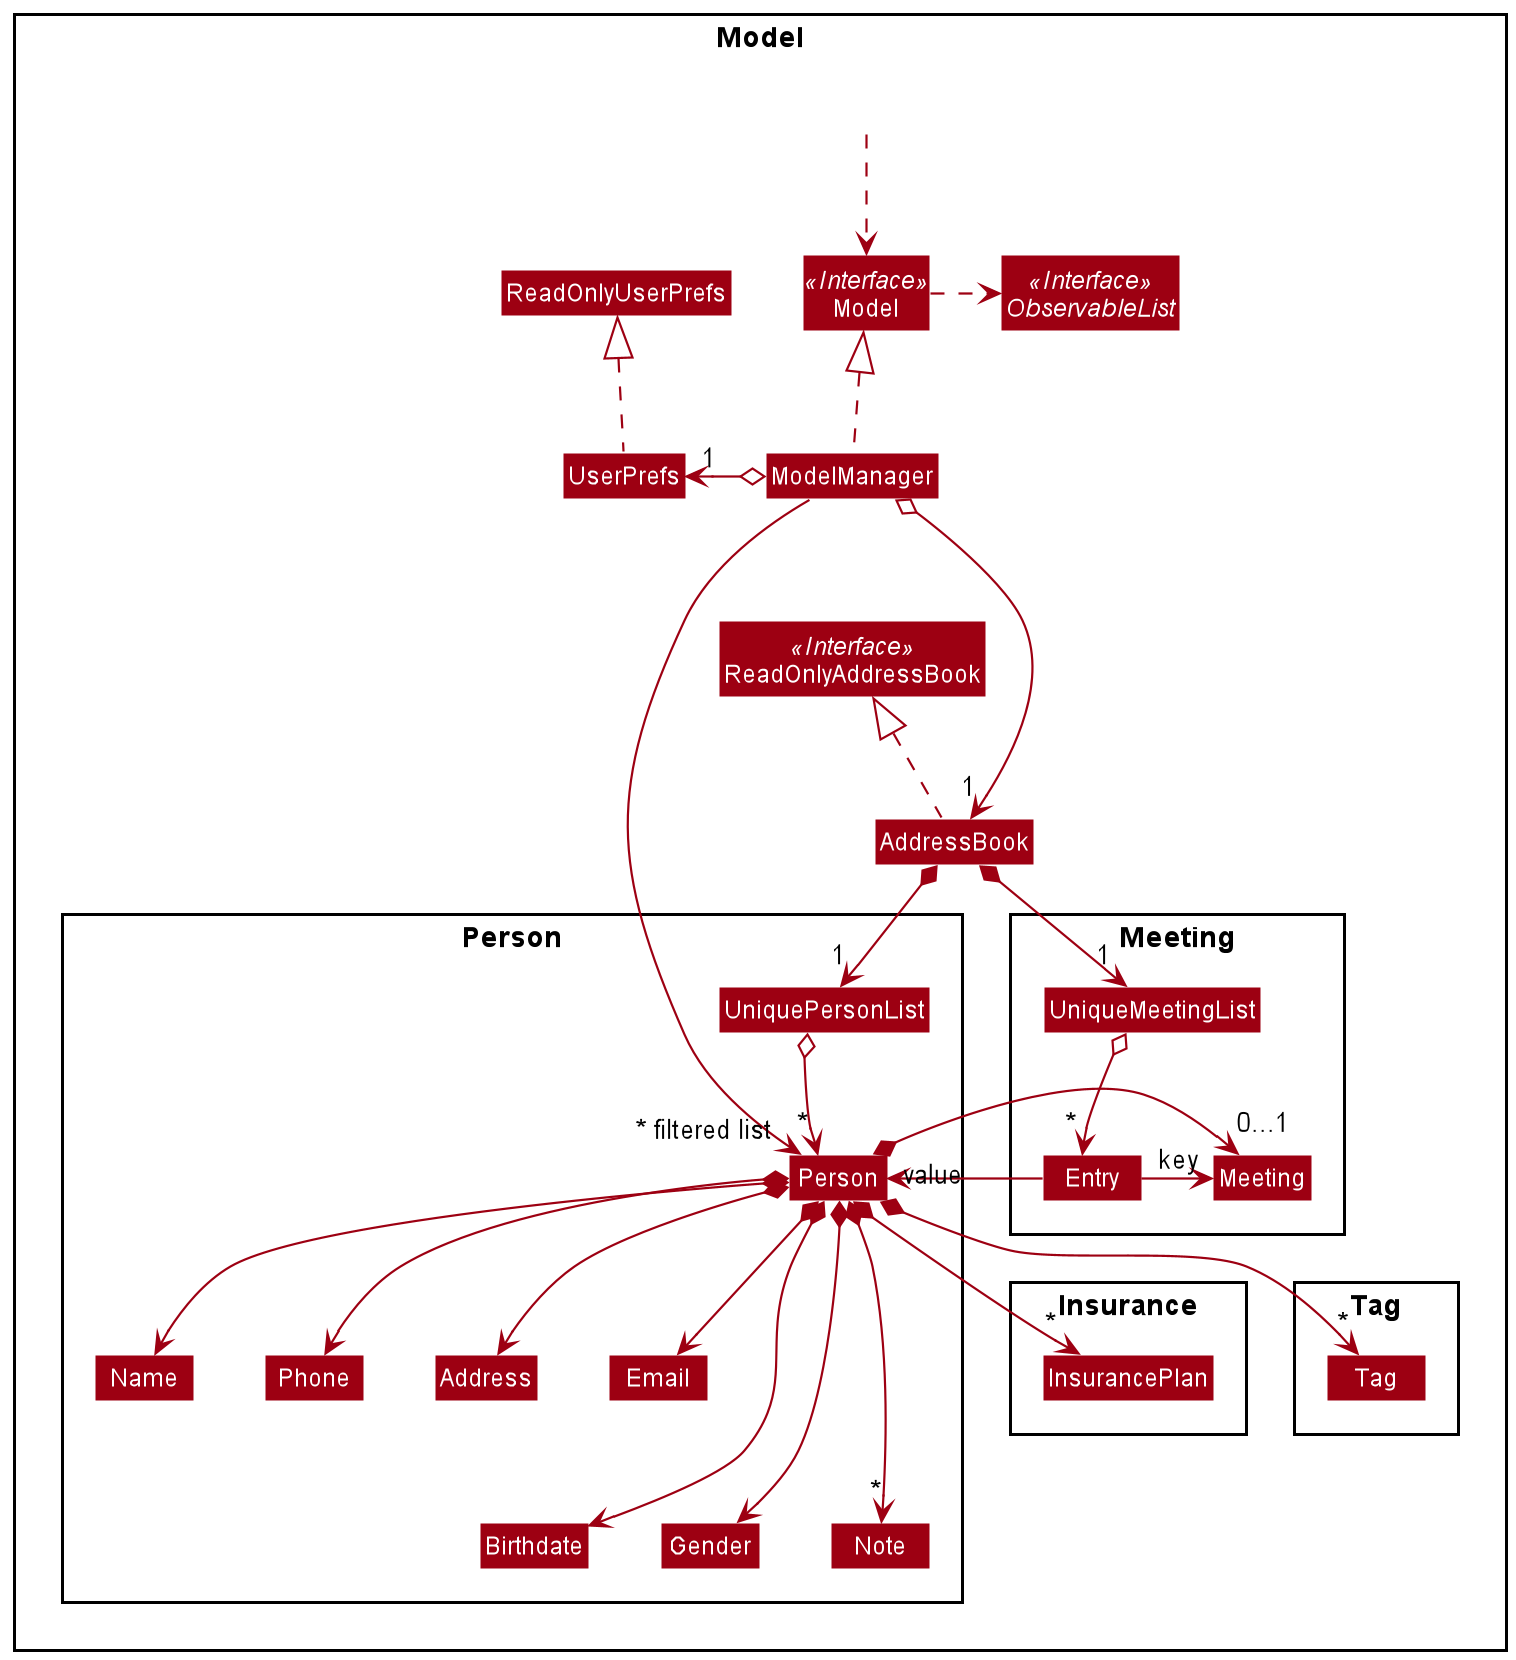 Model
«Interface»
Model
«Interface»
ObservableList
ReadOnlyUserPrefs
UserPrefs
1
ModelManager
«Interface»
ReadOnlyAddressBook
1
AddressBook
Person
Meeting
1
1
UniquePersonList
UniqueMeetingList
* filtered list
*
*
0...1
Person
value
Entry
key
Meeting
Insurance
Tag
*
*
Name
Phone
Address
Email
InsurancePlan
Tag
*
Birthdate
Gender
Note